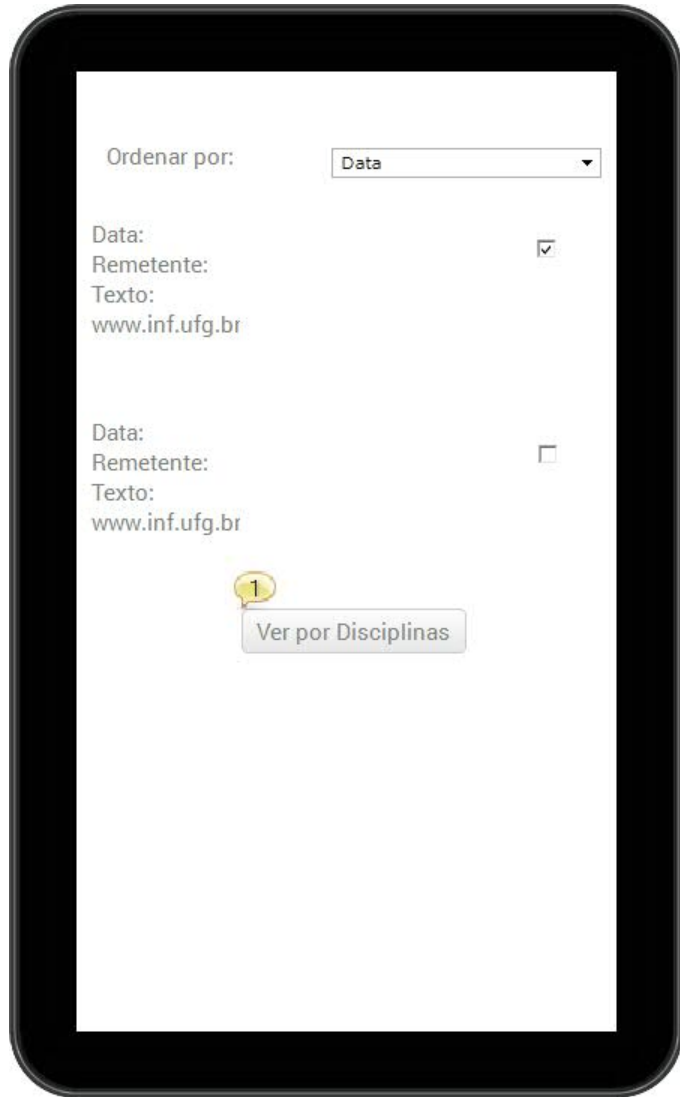 Ordenar por: Data
Data:
Remetente:
Texto:
www.inf.ufg.br
Data:
Remetente:
Texto:
www.inf.ufg.br
1
Ver por Disciplinas